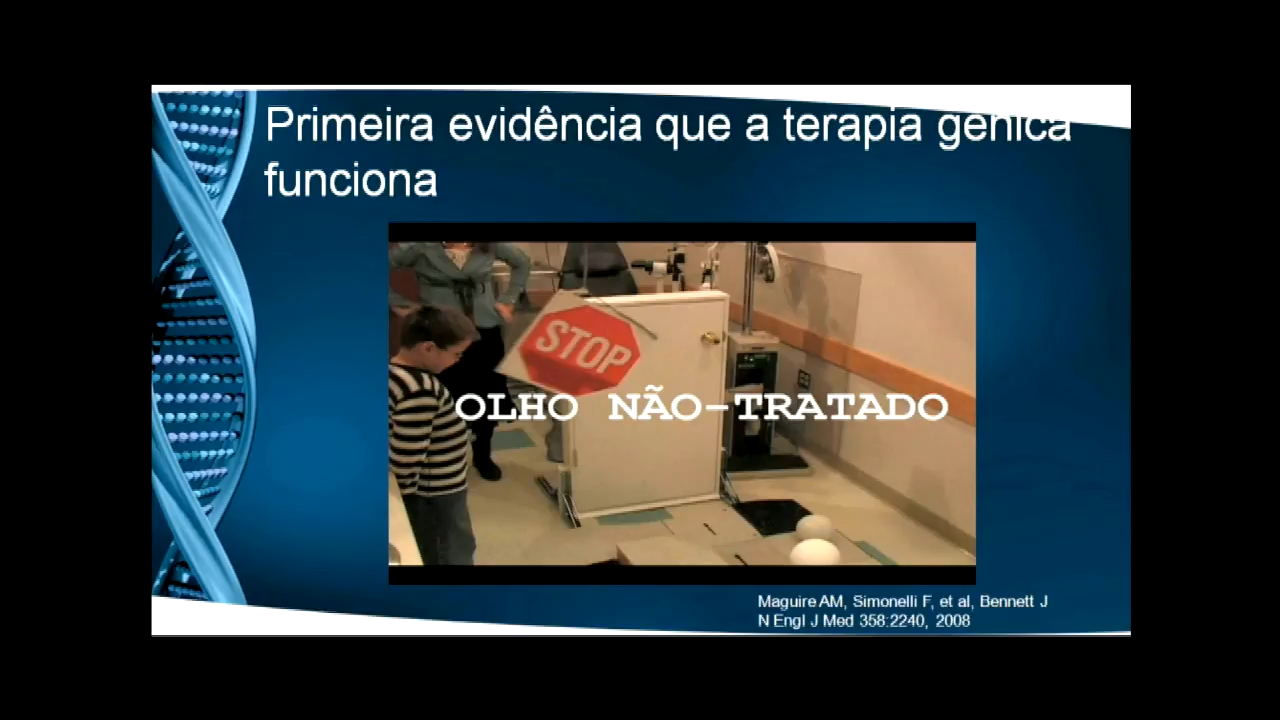 Primeira evidência que a terapia gênica
funciona
STOP
OLHO NÃO-TRATADO
Maguire AM, Simonelli F, et al, Bennett J
N Engl J Med 358:2240, 2008